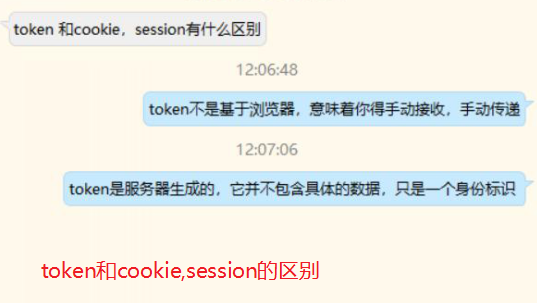 token 和cookie，session有什么区别
12:06:48
token不是基于浏览器，意味着你得手动接收，手动传递
12:07:06
token是服务器生成的，它并不包含具体的数据，只是一个身份标识
token和cookie,session的区别